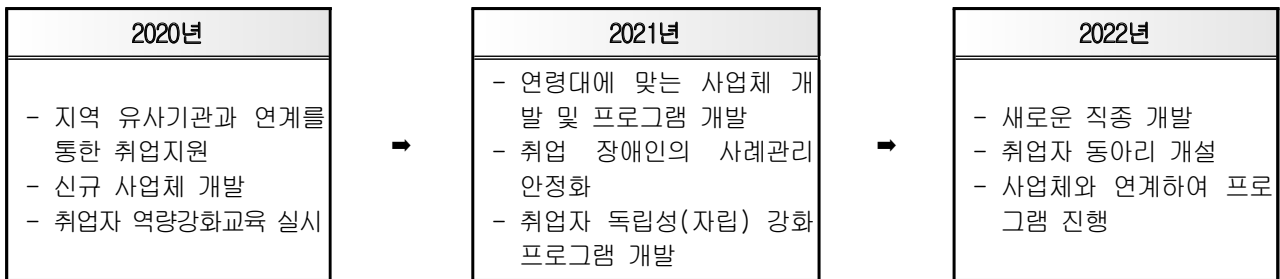 2020년
- 지역 유사기관과 연계를
통한 취업지원
- 신규 사업체 개발
- 취업자 역량강화교육 실시
➡
2021년
- 연령대에 맞는 사업체 개
발 및 프로그램 개발
- 취업 장애인의 사례관리
안정화
- 취업자 독립성(자립) 강화
프로그램 개발
➡
2022년
- 새로운 직종 개발
- 취업자 동아리 개설
- 사업체와 연계하여 프로
그램 진행